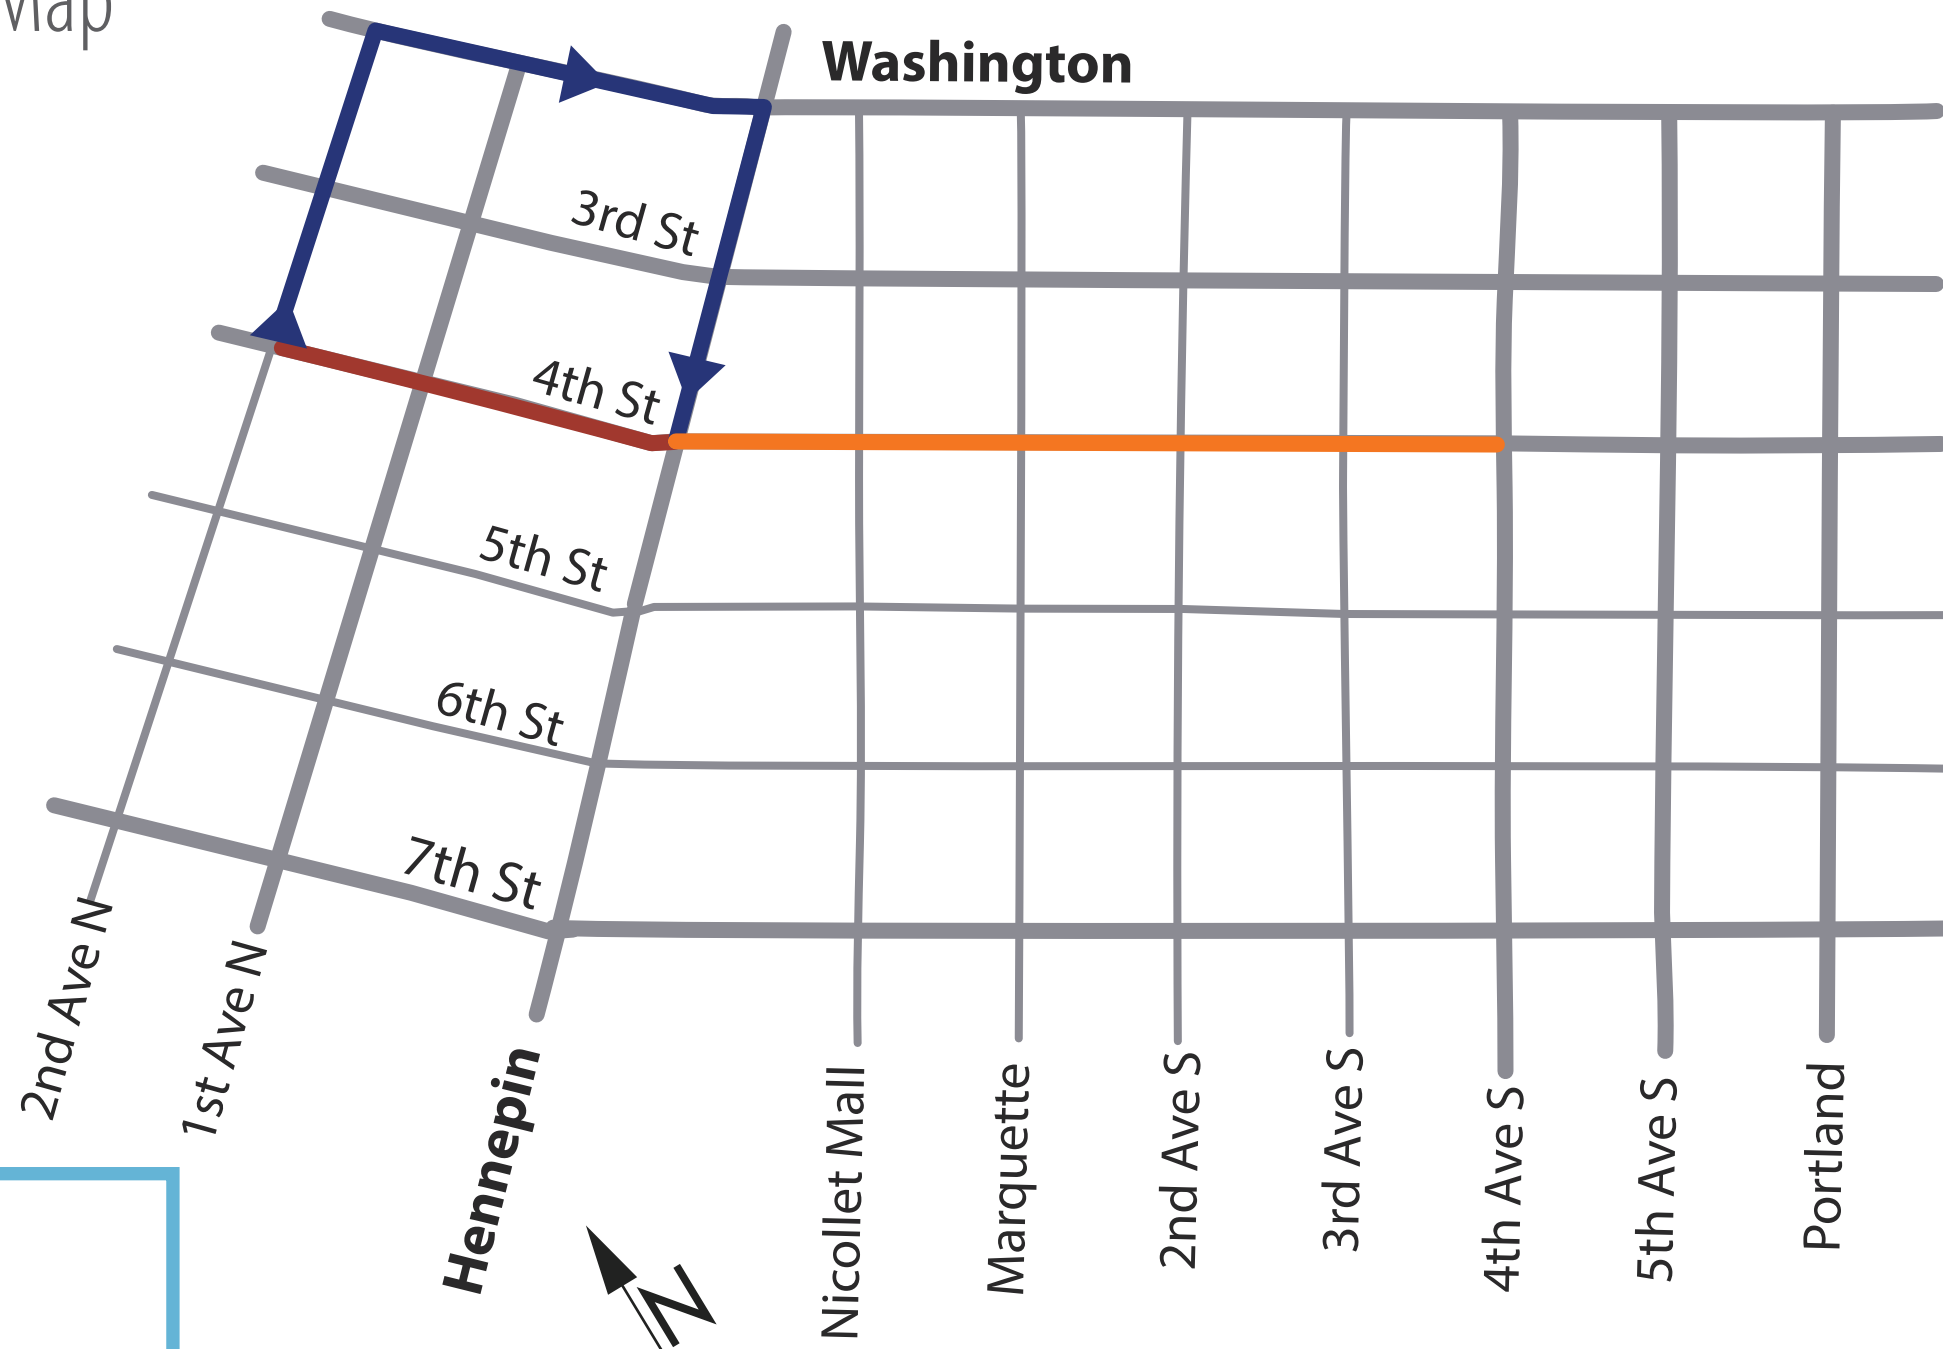 Map
Washington
3rd St
4th St
5th St
6th St
7th St
2nd Ave N
1st Ave N
Hennepin
Nicollet Mall
Marquette
2nd Ave S
3rd Ave S
4th Ave S
5th Ave S
Portland
N